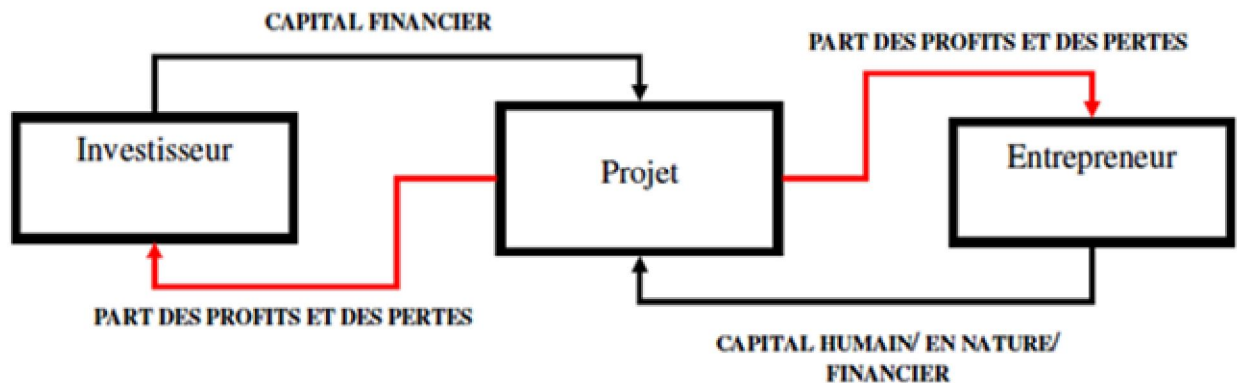 CAPITAL FINANCIER
PART DES PROFITS ET DES PERTES
Investisseur
Projet
Entrepreneur
PART DES PROFITS ET DES PERTES
CAPITAL HUMAIN/ EN NATURE/
FINANCIER